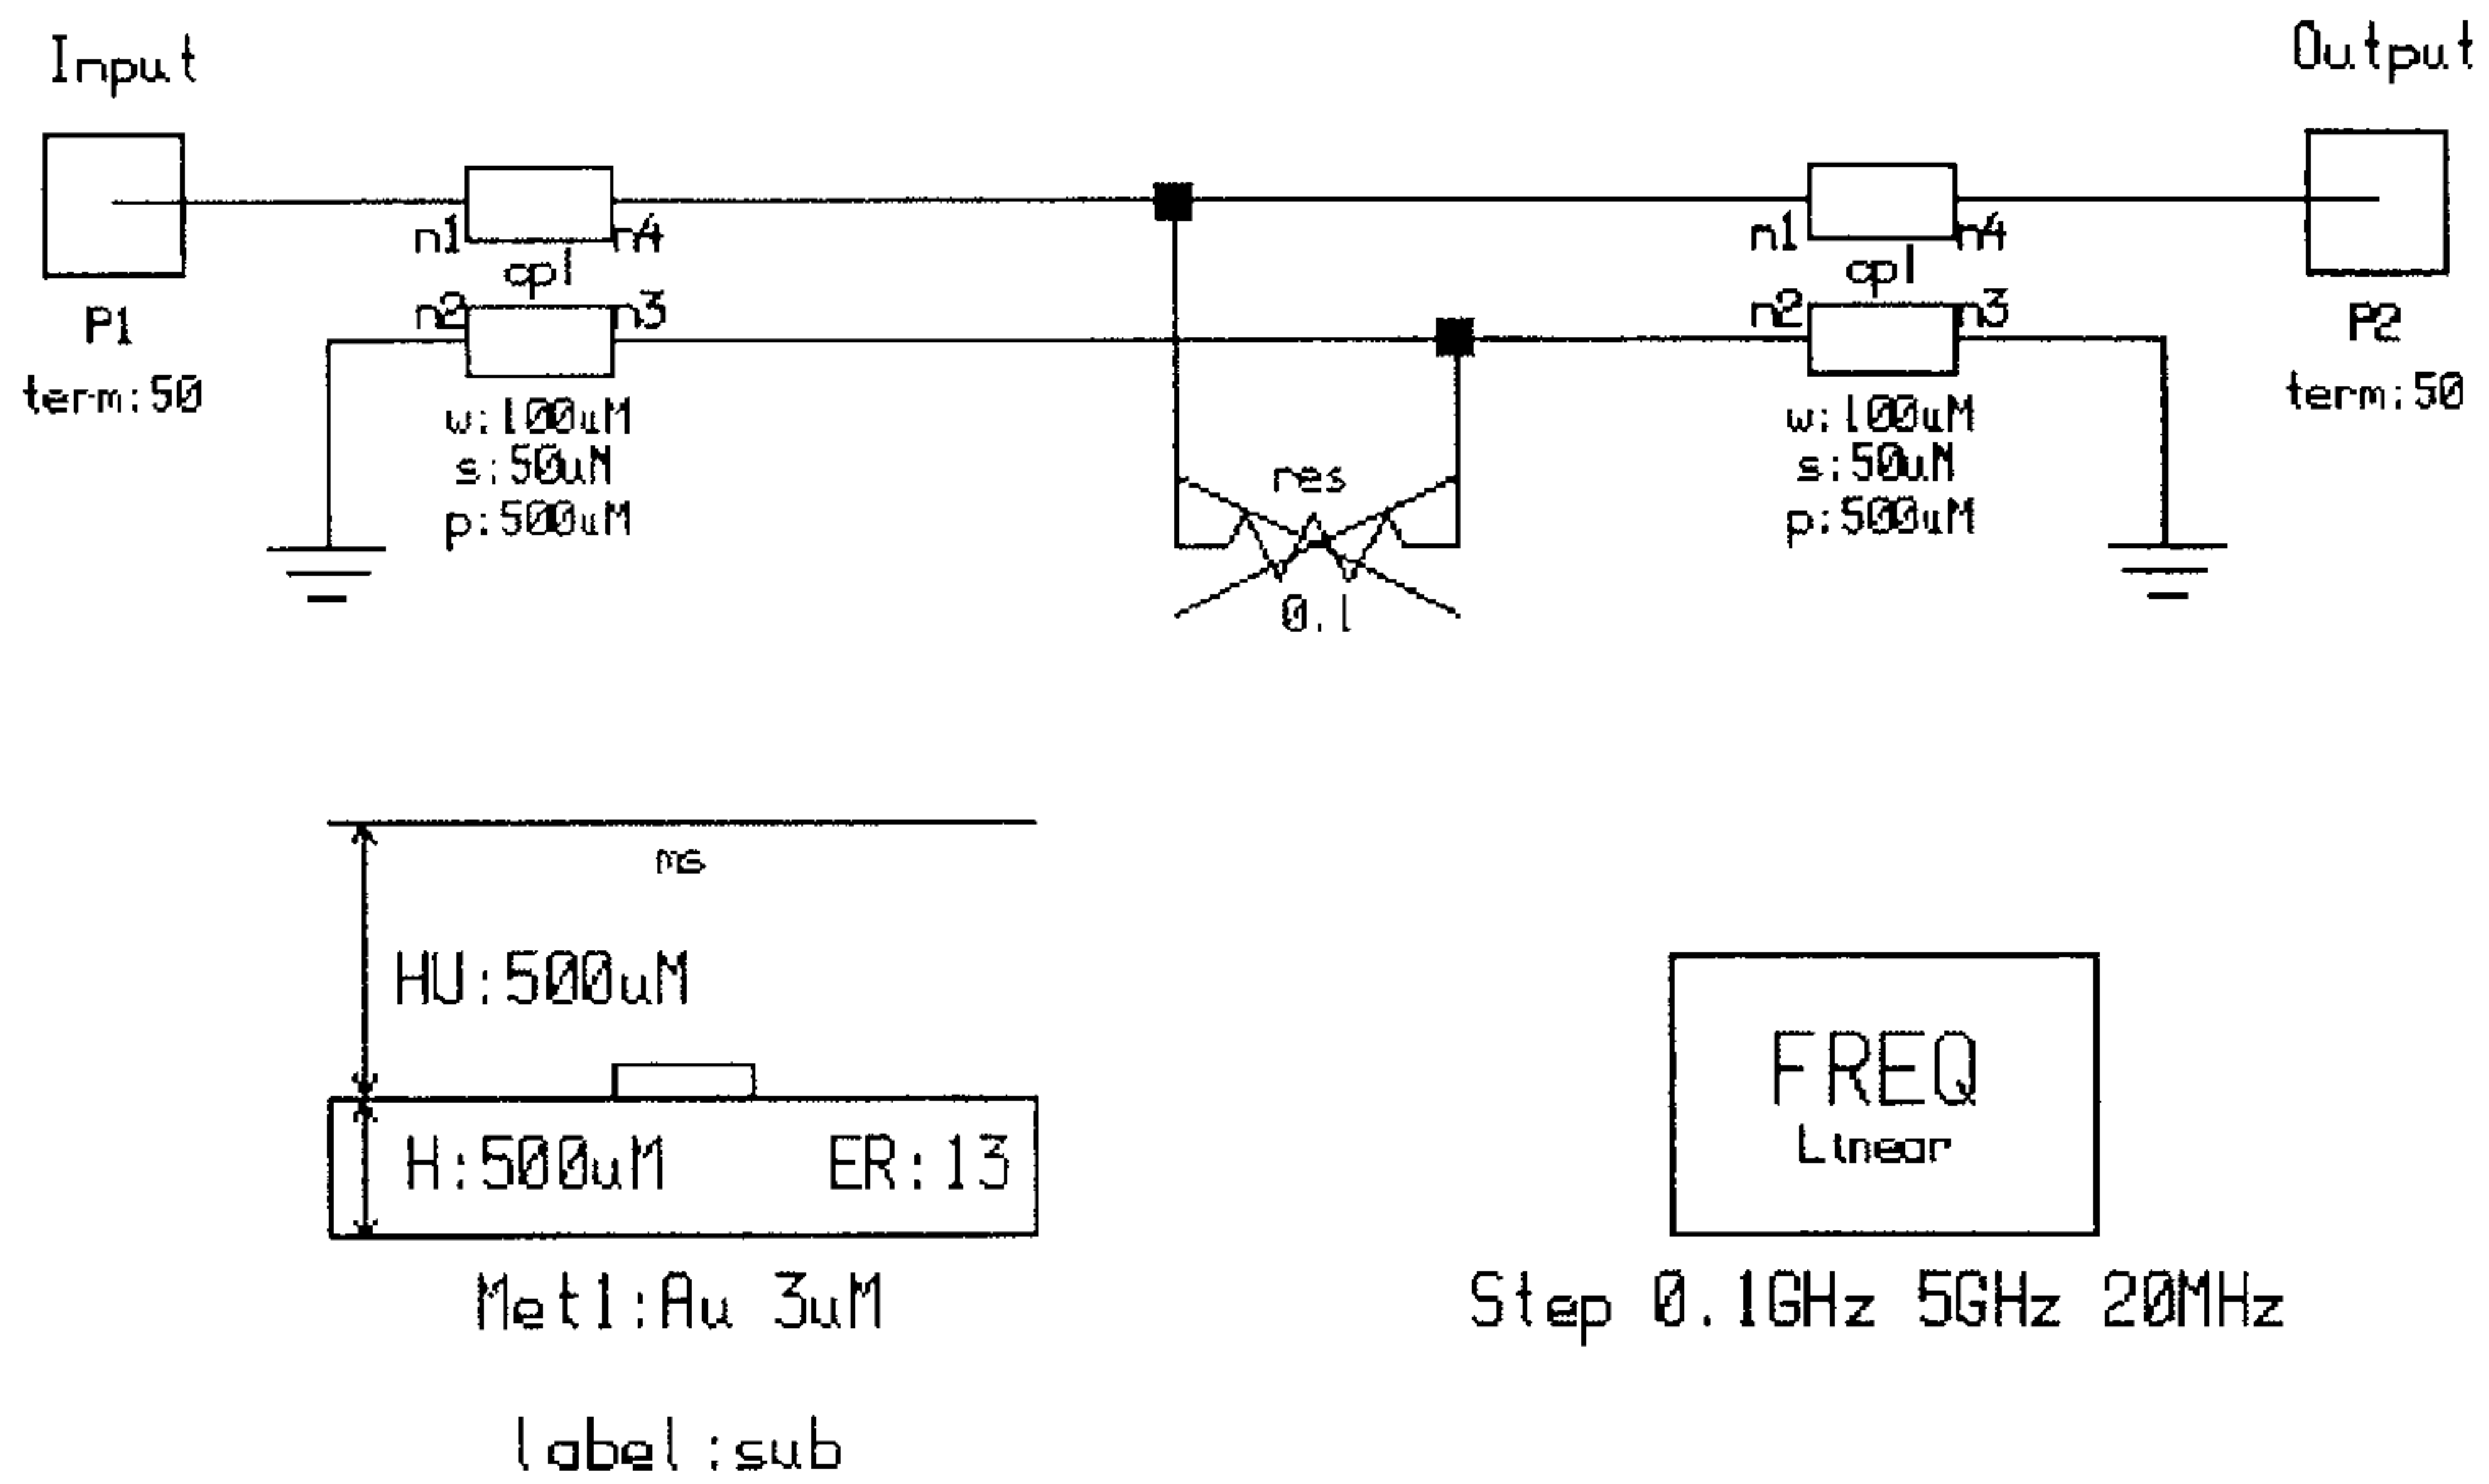 Input
Output
n1
n4
cpl
n2
n3
n1
n4
cpl
n2
n3
P1
P2
term:50
term:50
w:100uM
s:50uM
p:500uM
w:100uM
s:50uM
p:500uM
res
0.1
ms
HU:500uM
H:500uM
ER:13
Met1:Au 3uM
label:sub
FREQ
Linear
Step 0.1GHz 5GHz 20MHz